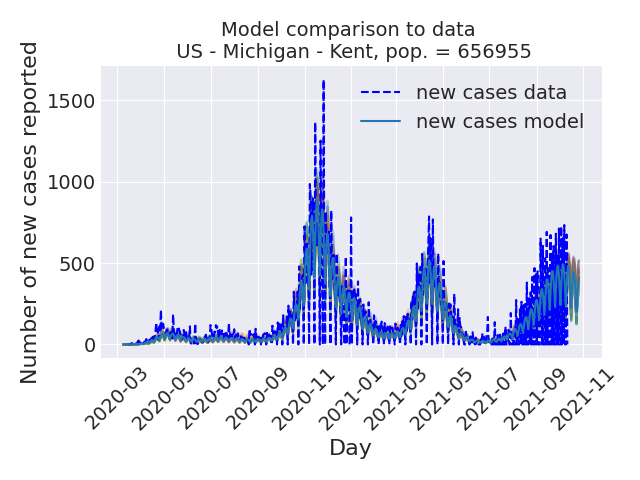 Model comparison to data
US - Michigan - Kent, pop. = 656955
Number of new cases reported
1500
1000
500
0
new cases data
new cases model
2020-03
2020-05
2020-07
2020-09
2020-11
2021-01
2021-03
2021-05
2021-07
2021-09
2021-11
Day